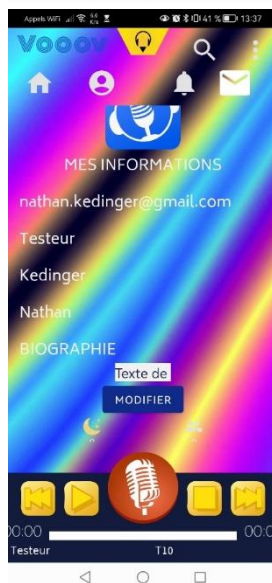 Appels WiFi 41 % 13:37
Vooov
MES INFORMATIONS
nathan.kedinger@gmail.com
Testeur
Kedinger
Nathan
BIOGRAPHIE
Texte de
MODIFIER
00:00 00:0
Testeur T10